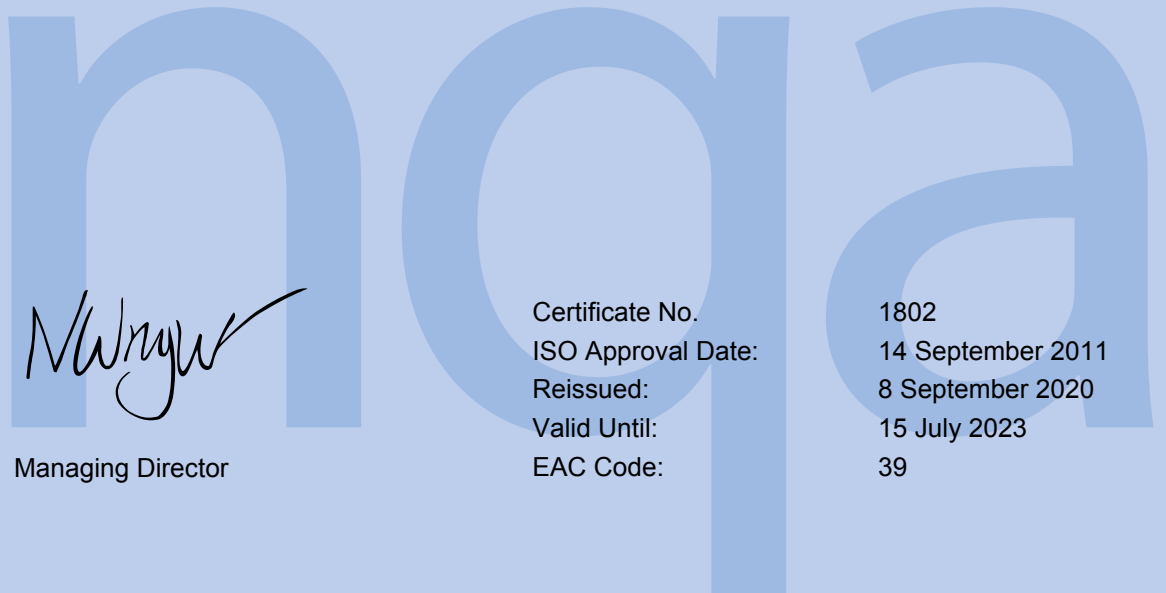 nqa
Certificate No. 1802
ISO Approval Date: 14 September 2011
Reissued: 8 September 2020
Valid Until: 15 July 2023
EAC Code: 39
Managing Director